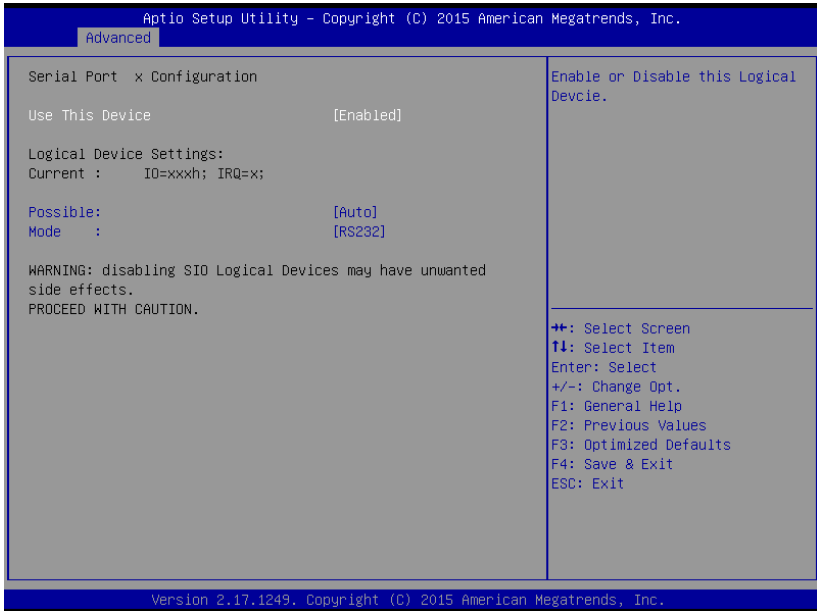 Aptio Setup Utility – Copyright (C) 2015 American Megatrends, Inc.
Advanced
Serial Port  x Configuration
Use This Device [Enabled]
Logical Device Settings:
Current :  IO=xxxh; IRQ=x;
Possible: [Auto]
Mode : [RS232]
WARNING: disabling SIO Logical Devices may have unwanted
side effects.
PROCEED WITH CAUTION.
Enable or Disable this Logical
Devcie.
→←: Select Screen
↑↓: Select Item
Enter: Select
+/-: Change Opt.
F1: General Help
F2: Previous Values
F3: Optimized Defaults
F4: Save & Exit
ESC: Exit
Version 2.17.1249. Copyright (C) 2015 American Megatrends, Inc.